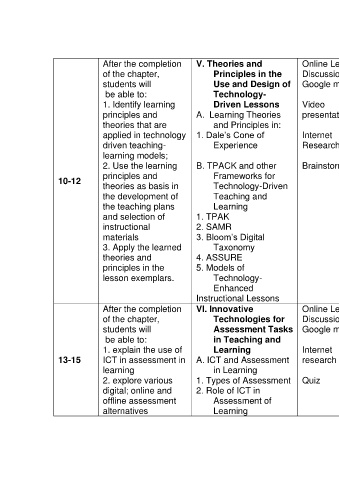 10-12
After the completion
of the chapter,
students will
be able to:
1. Identify learning
principles and
theories that are
applied in technology
driven teaching-
learning models;
2. Use the learning
principles and
theories as basis in
the development of
the teaching plans
and selection of
instructional
materials
3. Apply the learned
theories and
principles in the
lesson exemplars.
V. Theories and
Principles in the
Use and Design of
Technology-
Driven Lessons
A. Learning Theories
and Principles in:
1. Dale's Cone of
Experience
B. TPACK and other
Frameworks for
Technology-Driven
Teaching and
Learning
1. TPAK
2. SAMR
3. Bloom's Digital
Taxonomy
4. ASSURE
5. Models of
Technology-
Enhanced
Instructional Lessons
Online Le
Discussio
Google m
Video
presentat
Internet
Research
Brainstor
13-15
After the completion
of the chapter,
students will
be able to:
1. explain the use of
ICT in assessment in
learning
2. explore various
digital; online and
offline assessment
alternatives
VI. Innovative
Technologies for
Assessment Tasks
in Teaching and
Learning
A. ICT and Assessment
in Learning
1. Types of Assessment
2. Role of ICT in
Assessment of
Learning
Online Le
Discussio
Google m
Internet
research
Quiz